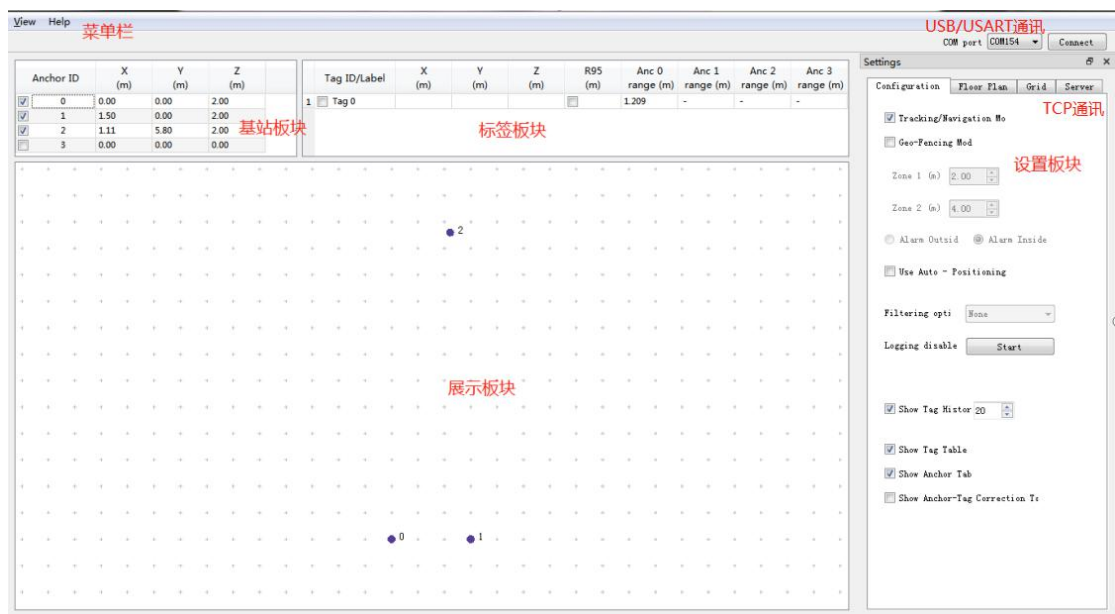 View Help
菜单栏
USB/USART通讯
COM port COM154 Connect
Anchor ID X (m) Y (m) Z (m)
0 0.00 0.00 2.00
1 1.50 0.00 2.00
2 1.11 5.80 2.00
3 0.00 0.00 0.00
基站板块
Tag ID/Label X (m) Y (m) Z (m) R95 (m) Anc 0 range (m) Anc 1 range (m) Anc 2 range (m) Anc 3 range (m)
1 Tag 0 1.209 - - -
标签板块
2
展示板块
0
1
Settings
Configuration Floor Plan Grid Server
TCP通讯
Tracking/Navigation Mo
Geo-Fencing Mod
设置板块
Zone 1 (m) 2.00
Zone 2 (m) 4.00
Alarm Outsid Alarm Inside
Use Auto - Positioning
Filtering opti None
Logging disable Start
Show Tag Histor 20
Show Tag Table
Show Anchor Tab
Show Anchor-Tag Correction Ta